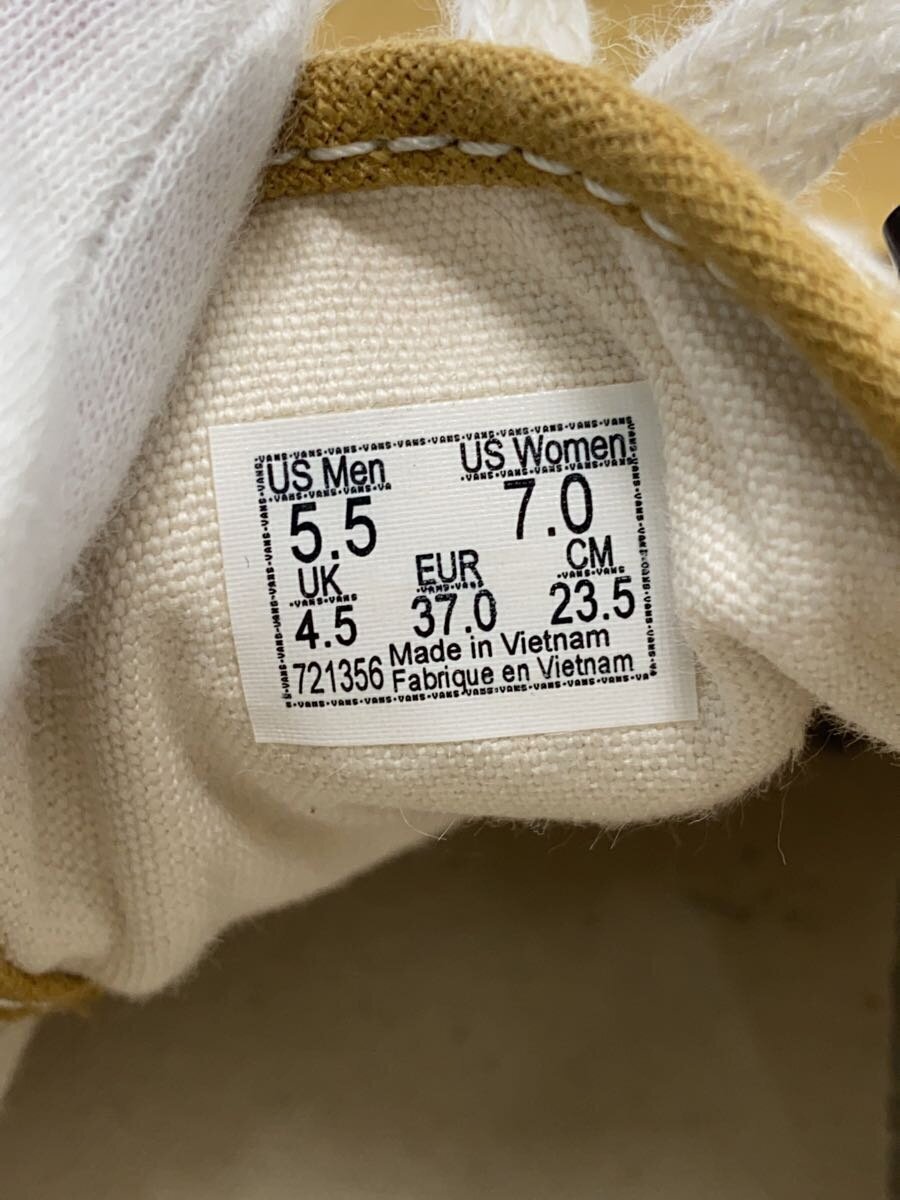 US Men US Women
5.5 7.0
UK EUR CM
4.5 37.0 23.5
721356 Made in Vietnam
Fabrique en Vietnam